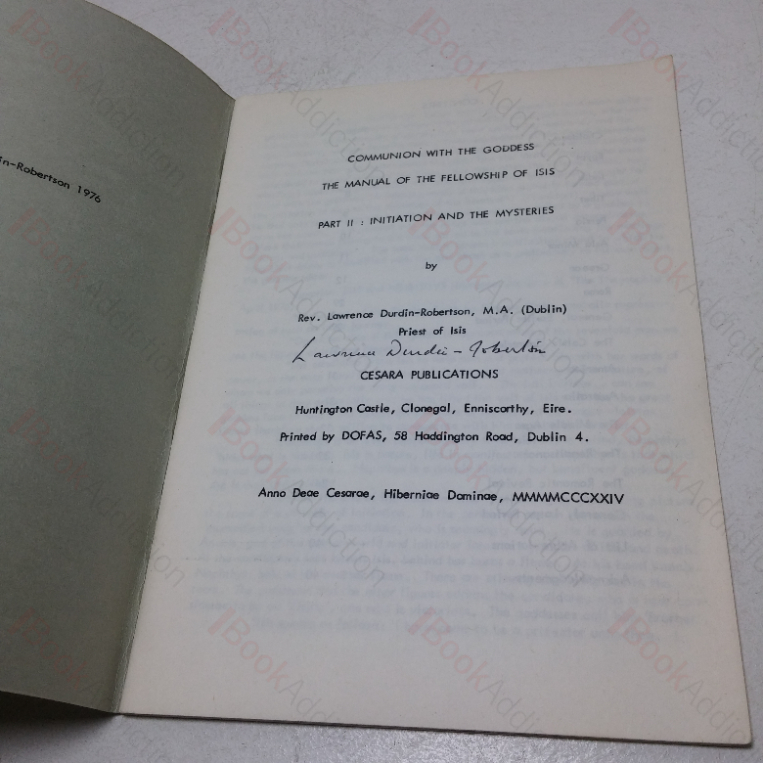 in-Robertson 1976
COMMUNION WITH THE GODDESS
THE MANUAL OF THE FELLOWSHIP OF ISIS
PART II : INITIATION AND THE MYSTERIES
by
Rev. Lawrence Durdin-Robertson, M.A. (Dublin)
Priest of Isis
Lawrence Durdin-Robertson
CESARA PUBLICATIONS
Huntington Castle, Clonegal, Enniscorthy, Eire.
Printed by DOFAS, 58 Haddington Road, Dublin 4.
Anno Deae Cesarae, Hiberniae Dominae, MMMMCCCXXIV
BookAddiction